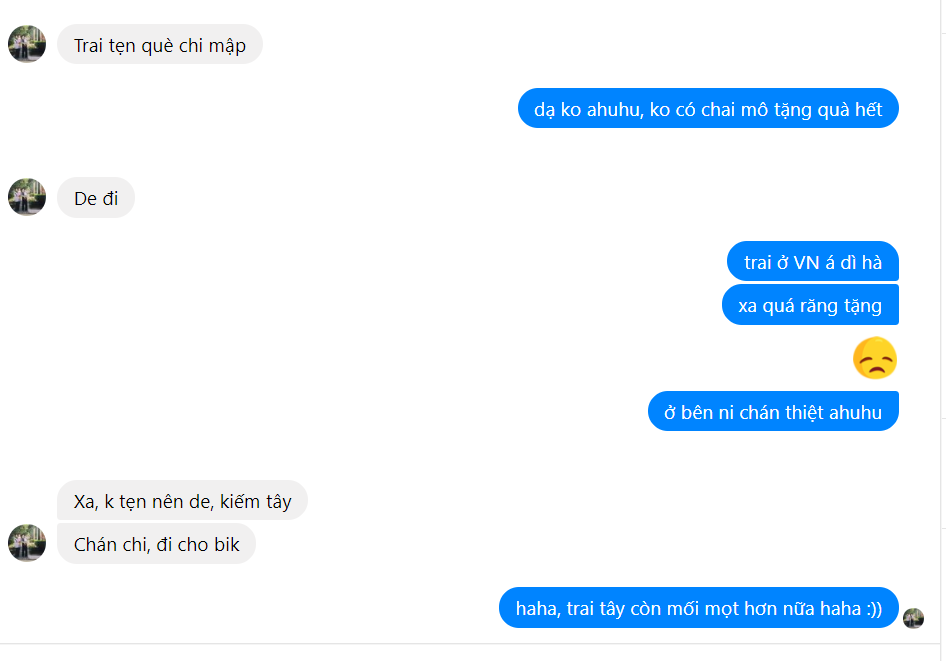 Trai tẹn què chi mập
dạ ko ahuhu, ko có chai mô tặng quà hết
De đi
trai ở VN á dì hà
xa quá răng tặng
ở bên ni chán thiệt ahuhu
Xa, k tẹn nên de, kiếm tây
Chán chi, đi cho bik
haha, trai tây còn mối mọt hơn nữa haha :))